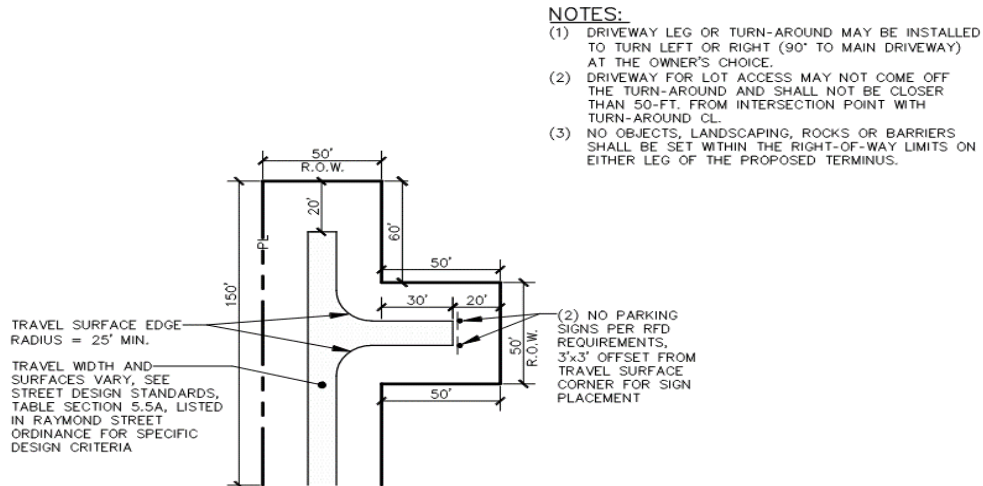 NOTES:
(1) DRIVEWAY LEG OR TURN-AROUND MAY BE INSTALLED
TO TURN LEFT OR RIGHT (90° TO MAIN DRIVEWAY)
AT THE OWNER'S CHOICE.
(2) DRIVEWAY FOR LOT ACCESS MAY NOT COME OFF
THE TURN-AROUND AND SHALL NOT BE CLOSER
THAN 50-FT. FROM INTERSECTION POINT WITH
TURN-AROUND CL.
(3) NO OBJECTS, LANDSCAPING, ROCKS OR BARRIERS
SHALL BE SET WITHIN THE RIGHT-OF-WAY LIMITS ON
EITHER LEG OF THE PROPOSED TERMINUS.
50'
R.O.W.
20'
60'
PL
50'
150'
30'
20'
TRAVEL SURFACE EDGE
RADIUS = 25' MIN.
(2) NO PARKING
SIGNS PER RFD
REQUIREMENTS,
3'x3' OFFSET FROM
TRAVEL SURFACE
CORNER FOR SIGN
PLACEMENT
50'
R.O.W.
50'
TRAVEL WIDTH AND
SURFACES VARY, SEE
STREET DESIGN STANDARDS,
TABLE SECTION 5.5A, LISTED
IN RAYMOND STREET
ORDINANCE FOR SPECIFIC
DESIGN CRITERIA